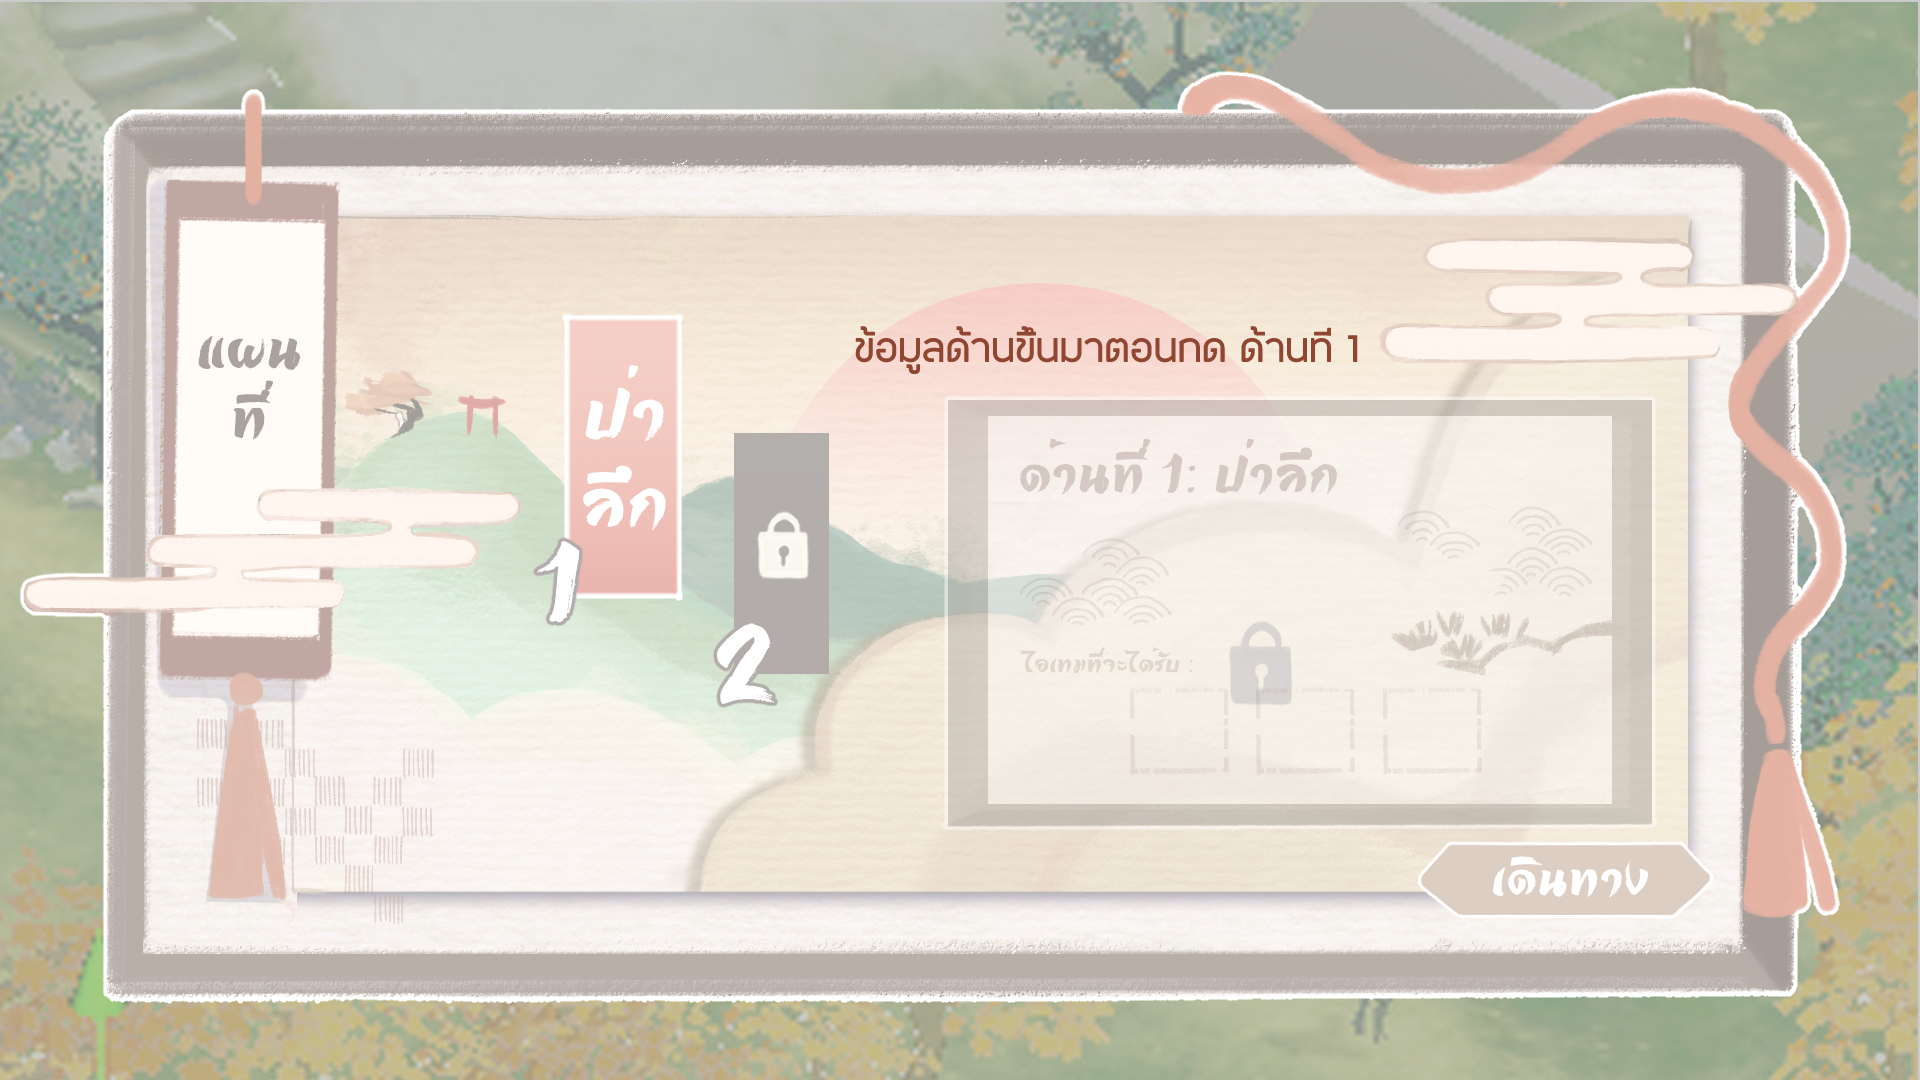 แผน
ที่
ป่า
ลึก
1
2
ข้อมูลด้านขึ้นมาตอนกด ด้านที่ 1
ด้านที่ 1: ป่าลึก
ไอเทมที่จะได้รับ :
เดินทาง